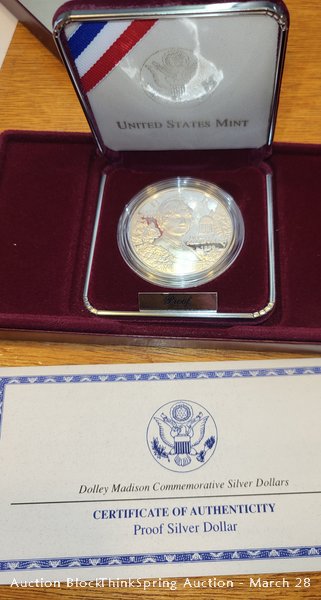 UNITED STATES MINT
Proof
Dolley Madison Commemorative Silver Dollars
CERTIFICATE OF AUTHENTICITY
Proof Silver Dollar
Auction BlockThinkSpring Auction - March 28